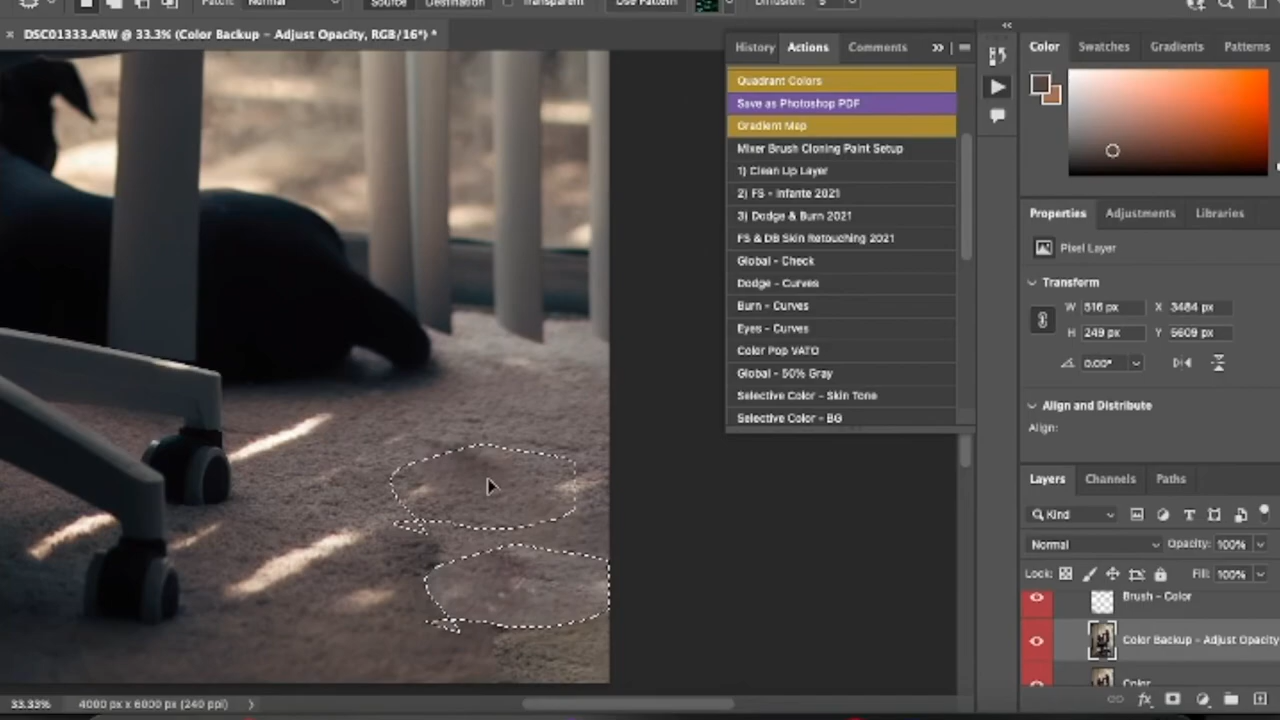 Patch: Normal Source Destination Transparent Use Pattern Diffusion: 5
× DSC01333.ARW @ 33.3% (Color Backup - Adjust Opacity, RGB/16*) *
History Actions Comments
Color Swatches Gradients Patterns
Quadrant Colors
Save as Photoshop PDF
Gradient Map
Mixer Brush Cloning Paint Setup
1) Clean Up Layer
2) FS - Infante 2021
3) Dodge & Burn 2021
FS & DB Skin Retouching 2021
Global - Check
Dodge - Curves
Burn - Curves
Eyes - Curves
Color Pop VATO
Global - 50% Gray
Selective Color - Skin Tone
Selective Color - BG
Properties Adjustments Libraries
Pixel Layer
Transform
W 516 px X 3484 px
H 249 px Y 5609 px
0.00°
Align and Distribute
Align:
Layers Channels Paths
Kind
Normal Opacity: 100%
Lock: Fill: 100%
Brush - Color
Color Backup - Adjust Opacity
Color
33.33% 4000 px x 6000 px (240 ppi)